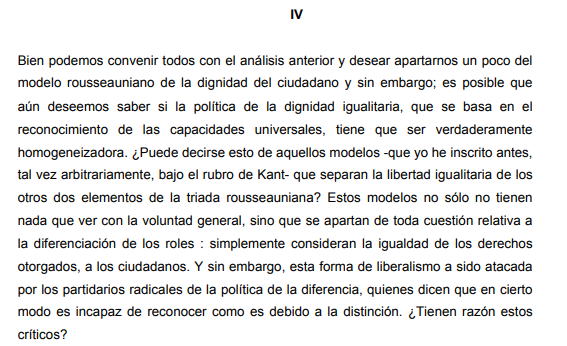 IV
Bien podemos convenir todos con el análisis anterior y desear apartarnos un poco del
modelo rousseauniano de la dignidad del ciudadano y sin embargo; es posible que
aún deseemos saber si la política de la dignidad igualitaria, que se basa en el
reconocimiento de las capacidades universales, tiene que ser verdaderamente
homogeneizadora. ¿Puede decirse esto de aquellos modelos -que yo he inscrito antes,
tal vez arbitrariamente, bajo el rubro de Kant- que separan la libertad igualitaria de los
otros dos elementos de la triada rousseauniana? Estos modelos no sólo no tienen
nada que ver con la voluntad general, sino que se apartan de toda cuestión relativa a
la diferenciación de los roles : simplemente consideran la igualdad de los derechos
otorgados, a los ciudadanos. Y sin embargo, esta forma de liberalismo a sido atacada
por los partidarios radicales de la política de la diferencia, quienes dicen que en cierto
modo es incapaz de reconocer como es debido a la distinción. ¿Tienen razón estos
críticos?